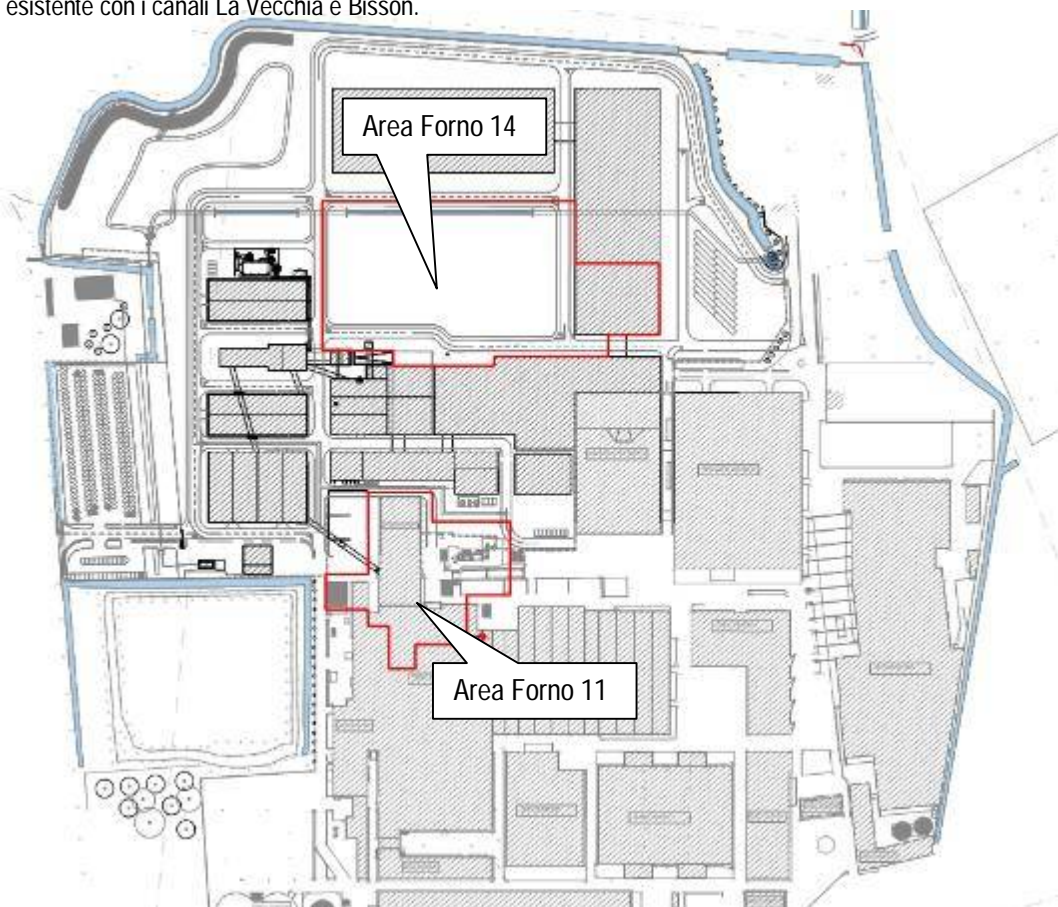 esistente con i canali La Vecchia e Bisson.
Area Forno 14
Area Forno 11